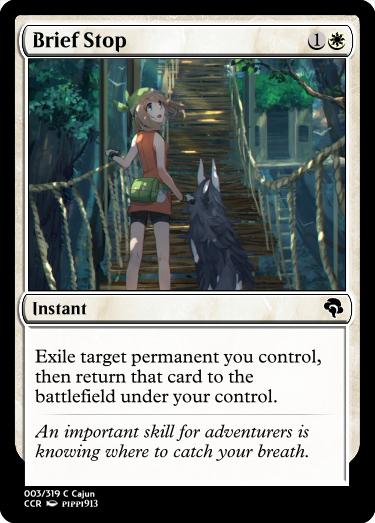 Brief Stop 1
Instant
Exile target permanent you control,
then return that card to the
battlefield under your control.
An important skill for adventurers is
knowing where to catch your breath.
003/319 C Cajun
CCR PIPPI913